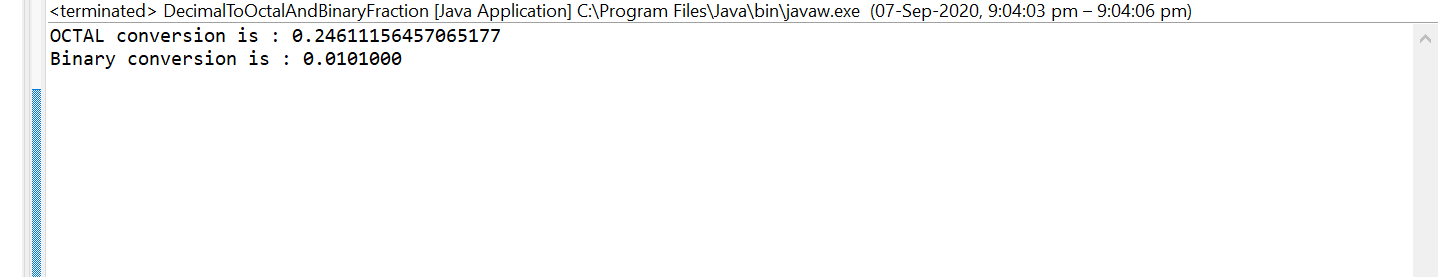 <terminated> DecimalToOctalAndBinaryFraction [Java Application] C:\Program Files\Java\bin\javaw.exe  (07-Sep-2020, 9:04:03 pm – 9:04:06 pm)
OCTAL conversion is : 0.24611156457065177
Binary conversion is : 0.0101000